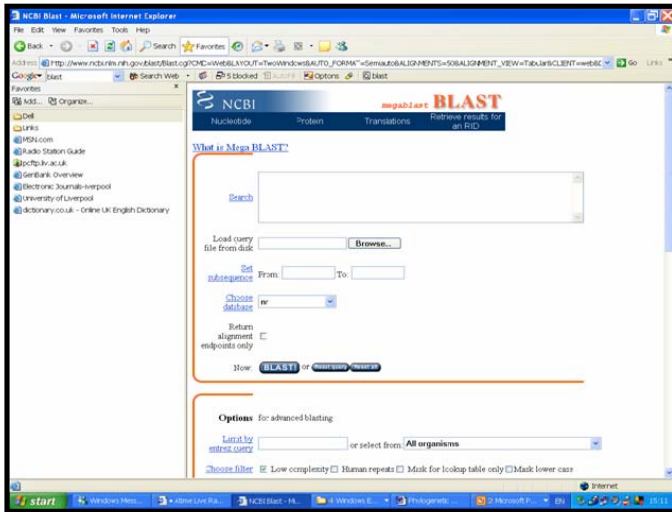 NCBI Blast - Microsoft Internet Explorer
File Edit View Favorites Tools Help
Back Search Favorites
Address http://www.ncbi.nlm.nih.gov/blast/Blast.cgi?CMD=Web&LAYOUT=TwoWindows&AUTO_FORMAT=Semiauto&ALIGNMENTS=50&ALIGNMENT_VIEW=Tabular&CLIENT=web& Go Links
Google blast Search Web 5 blocked Options blast
Favorites
Add... Organize...
Dell
Links
MSN.com
Radio Station Guide
pcftp.liv.ac.uk
GenBank Overview
Electronic Journals-liverpool
University of Liverpool
dictionary.co.uk - Online UK English Dictionary
NCBI megablast BLAST
Nucleotide Protein Translations Retrieve results for an RID
What is Mega BLAST?
Search
Load query file from disk Browse...
Set subsequence From: To:
Choose database nr
Return alignment endpoints only
Now: BLAST! or Reset query Reset all
Options for advanced blasting
Limit by entrez query or select from: All organisms
Choose filter Low complexity Human repeats Mask for lookup table only Mask lower case
Internet
start Windows Mess... NCBI Blast - M... 4 Windows E... Phylogenetic ... 2 Microsoft P... EN 15:11